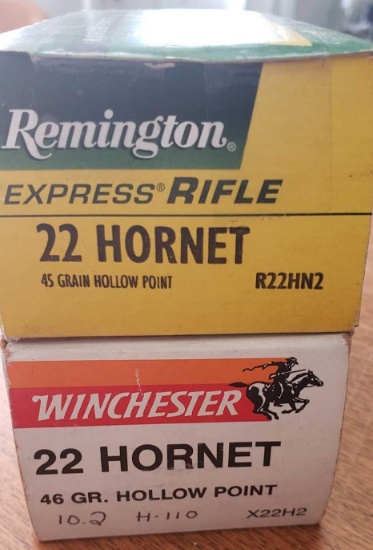 Remington®
EXPRESS® RIFLE
22 HORNET
45 GRAIN HOLLOW POINT R22HN2
WINCHESTER
22 HORNET
46 GR. HOLLOW POINT
10.2 H-110 X22H2